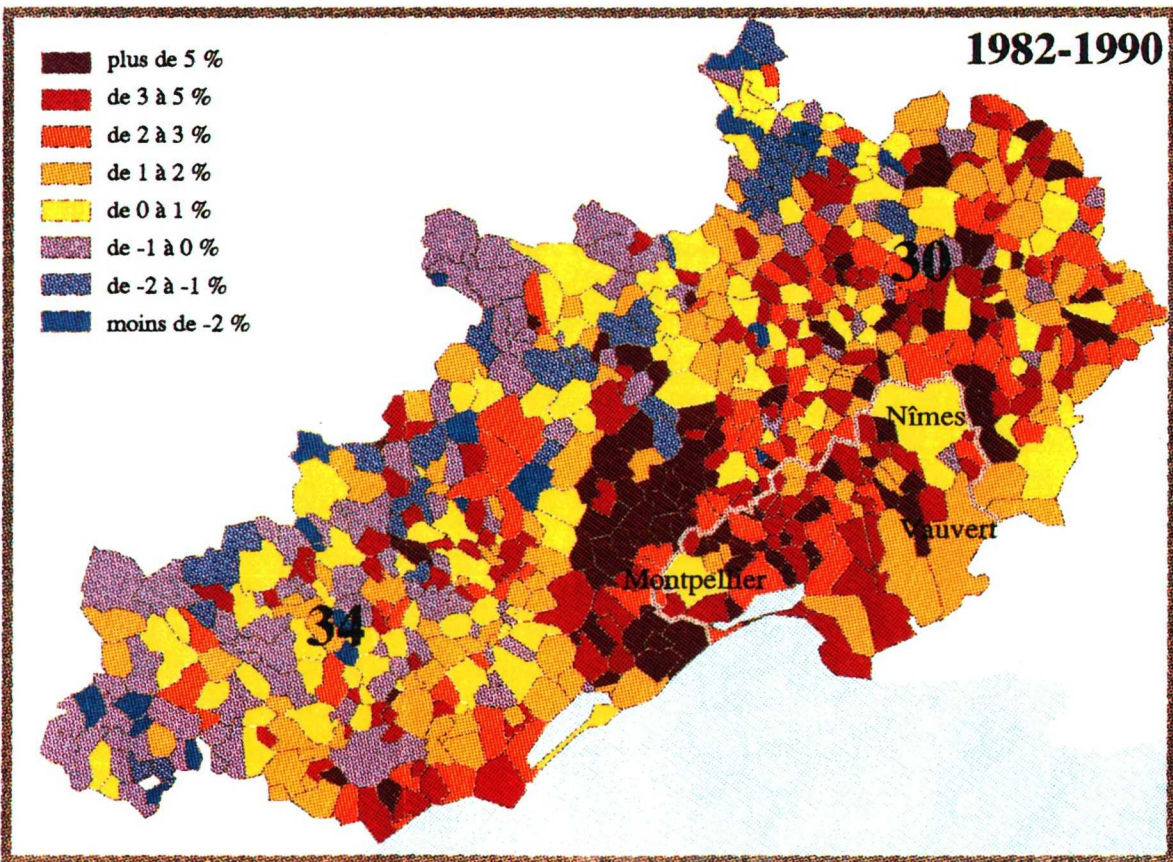 1982-1990
plus de 5 %
de 3 à 5 %
de 2 à 3 %
de 1 à 2 %
de 0 à 1 %
de -1 à 0 %
de -2 à -1 %
moins de -2 %
30
Nîmes
Vauvert
Montpellier
34